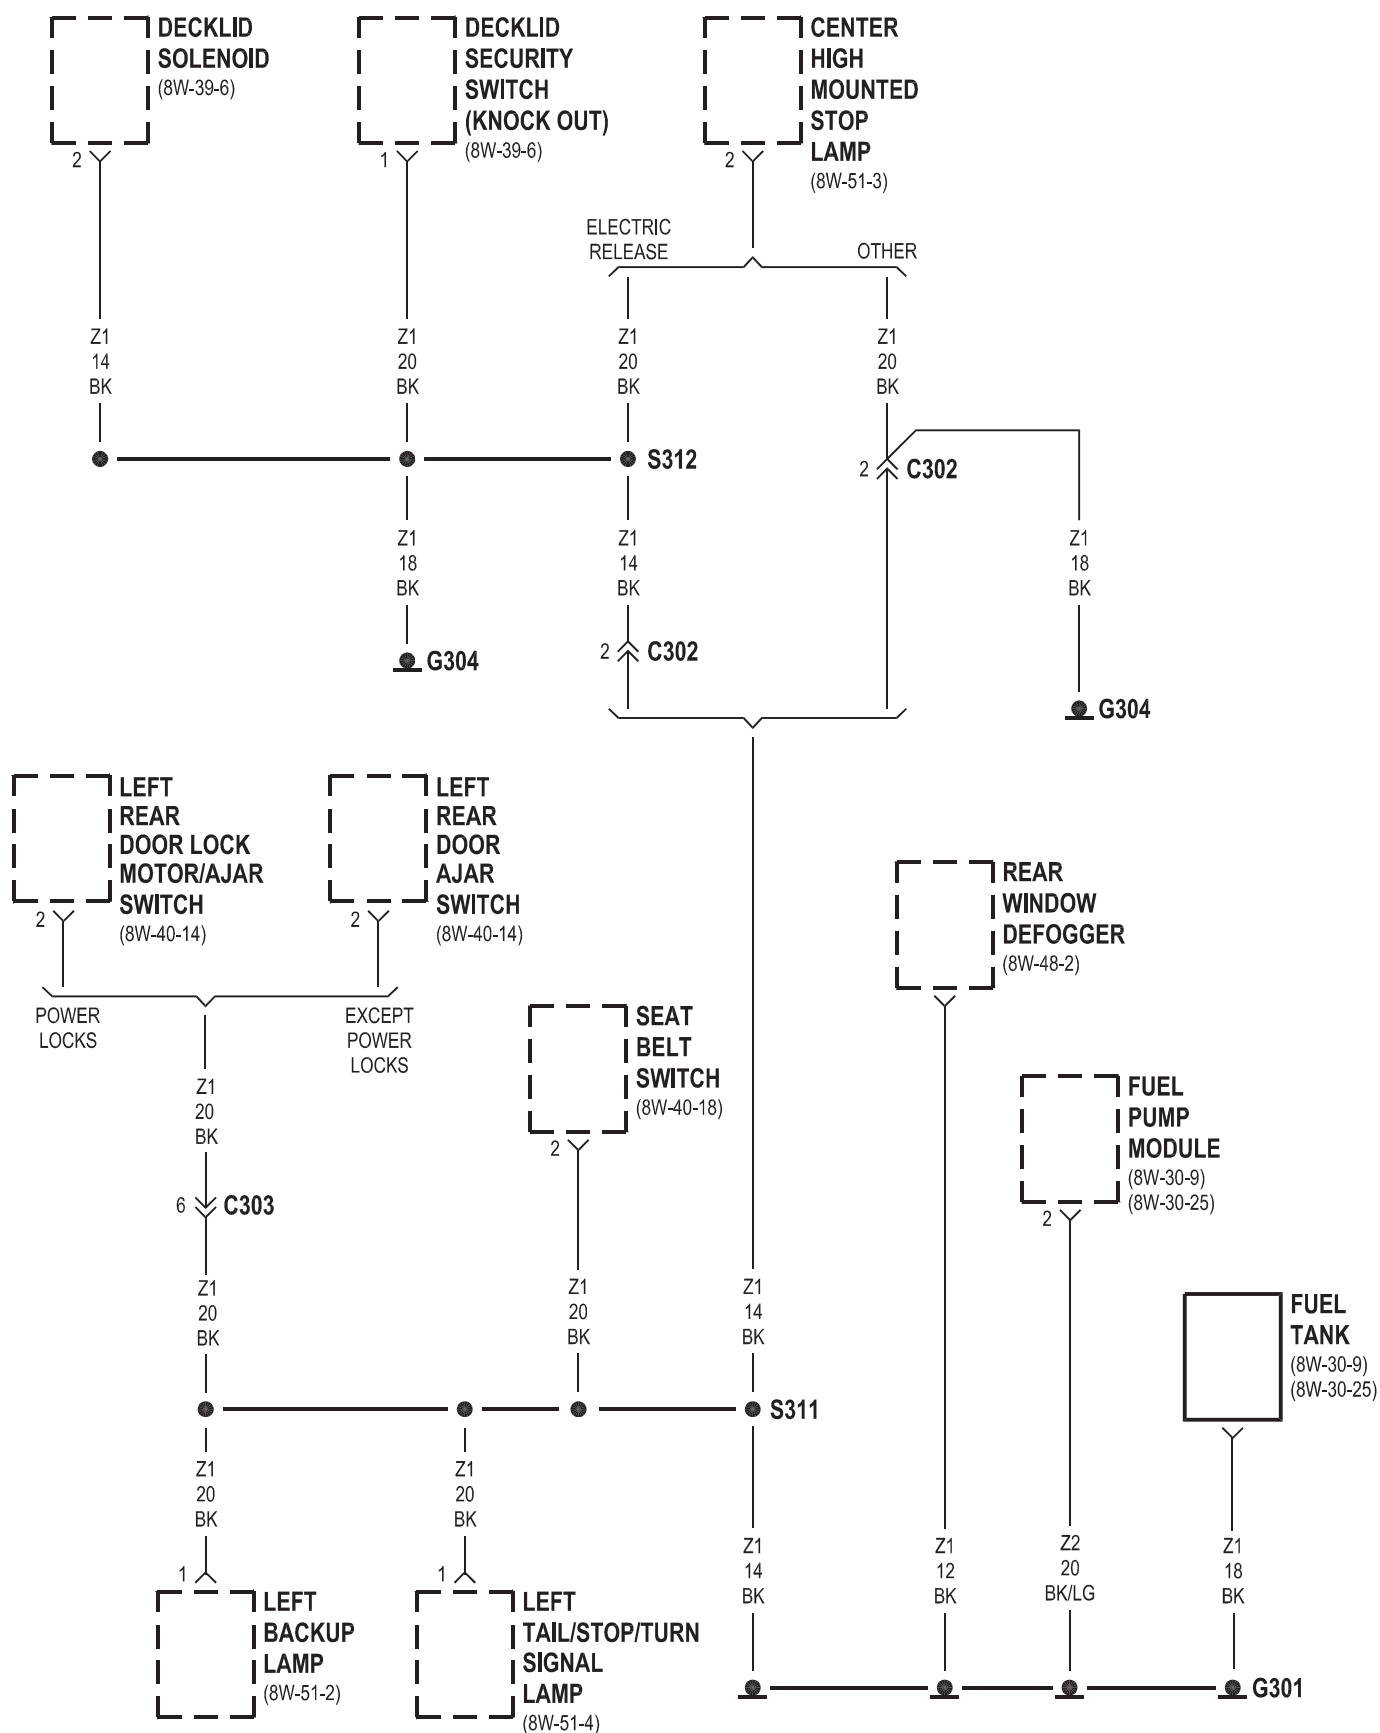 DECKLID
SOLENOID
(8W-39-6)
2
DECKLID
SECURITY
SWITCH
(KNOCK OUT)
(8W-39-6)
1
CENTER
HIGH
MOUNTED
STOP
LAMP
(8W-51-3)
2
ELECTRIC
RELEASE
OTHER
Z1
14
BK
Z1
20
BK
Z1
20
BK
Z1
20
BK
S312
2
C302
Z1
18
BK
Z1
14
BK
Z1
18
BK
G304
2
C302
G304
LEFT
REAR
DOOR LOCK
MOTOR/AJAR
SWITCH
(8W-40-14)
2
LEFT
REAR
DOOR
AJAR
SWITCH
(8W-40-14)
2
POWER
LOCKS
EXCEPT
POWER
LOCKS
REAR
WINDOW
DEFOGGER
(8W-48-2)
SEAT
BELT
SWITCH
(8W-40-18)
2
FUEL
PUMP
MODULE
(8W-30-9)
(8W-30-25)
2
Z1
20
BK
6
C303
Z1
20
BK
Z1
20
BK
Z1
14
BK
FUEL
TANK
(8W-30-9)
(8W-30-25)
S311
Z1
20
BK
Z1
20
BK
Z1
14
BK
Z1
12
BK
Z2
20
BK/LG
Z1
18
BK
1
LEFT
BACKUP
LAMP
(8W-51-2)
1
LEFT
TAIL/STOP/TURN
SIGNAL
LAMP
(8W-51-4)
G301